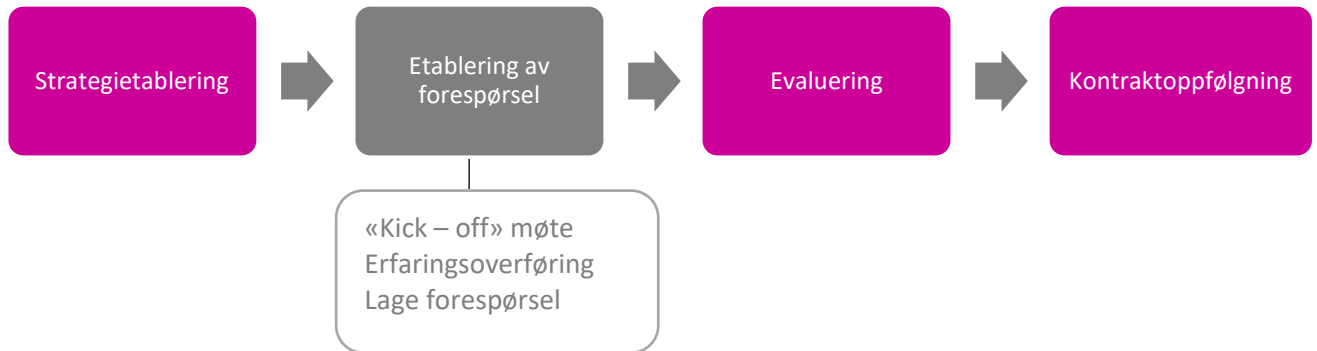 Strategietablering
Etablering av
forespørsel
Evaluering
Kontraktoppfølgning
«Kick – off» møte
Erfaringsoverføring
Lage forespørsel